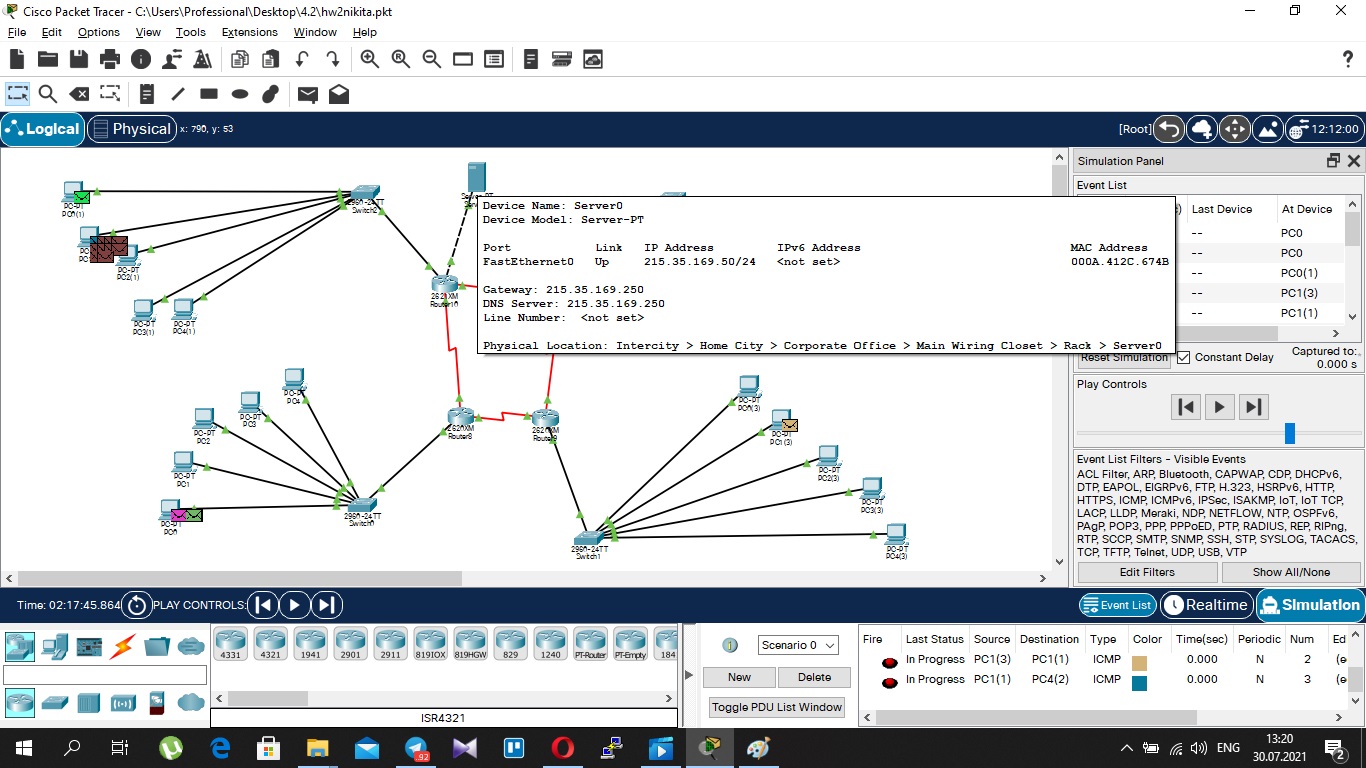 Cisco Packet Tracer - C:\Users\Professional\Desktop\4.2\hw2nikita.pkt
File Edit Options View Tools Extensions Window Help
Logical Physical x: 790, y: 53 [Root] 12:12:00
Simulation Panel
Event List
Last Device At Device
-- PC0
-- PC0
-- PC0(1)
-- PC1(3)
-- PC1(1)
Reset Simulation Constant Delay Captured to:
0.000 s
Play Controls
Event List Filters - Visible Events
ACL Filter, ARP, Bluetooth, CAPWAP, CDP, DHCPv6,
DTP, EAPOL, EIGRPv6, FTP, H.323, HSRPv6, HTTP,
HTTPS, ICMP, ICMPv6, IPSec, ISAKMP, IoT, IoT TCP,
LACP, LLDP, Meraki, NDP, NETFLOW, NTP, OSPFv6,
PAgP, POP3, PPP, PPPoED, PTP, RADIUS, REP, RIPng,
RTP, SCCP, SMTP, SNMP, SSH, STP, SYSLOG, TACACS,
TCP, TFTP, Telnet, UDP, USB, VTP
Edit Filters Show All/None
Device Name: Server0
Device Model: Server-PT
Port Link IP Address IPv6 Address MAC Address
FastEthernet0 Up 215.35.169.50/24 <not set> 000A.412C.674B
Gateway: 215.35.169.250
DNS Server: 215.35.169.250
Line Number: <not set>
Physical Location: Intercity > Home City > Corporate Office > Main Wiring Closet > Rack > Server0
PC-PT
PC0(1)
PC-PT
PC2(1)
PC-PT
PC3(1)
PC-PT
PC4(1)
2960-24TT
Switch2
2621XM
Router10
PC-PT
PC4
PC-PT
PC3
PC-PT
PC2
PC-PT
PC1
PC-PT
PC0
2960-24TT
Switch0
2621XM
Router8
2621XM
Router9
2960-24TT
Switch1
PC-PT
PC0(3)
PC-PT
PC1(3)
PC-PT
PC2(3)
PC-PT
PC3(3)
PC-PT
PC4(3)
Time: 02:17:45.864 PLAY CONTROLS: Event List Realtime Simulation
4331 4321 1941 2901 2911 819IOX 819HGW 829 1240 PT-Router PT-Empty 184
ISR4321
Scenario 0
New Delete
Toggle PDU List Window
Fire Last Status Source Destination Type Color Time(sec) Periodic Num Ed
In Progress PC1(3) PC1(1) ICMP 0.000 N 2 (e
In Progress PC1(1) PC4(2) ICMP 0.000 N 3 (e
92 ENG 13:20
30.07.2021 2